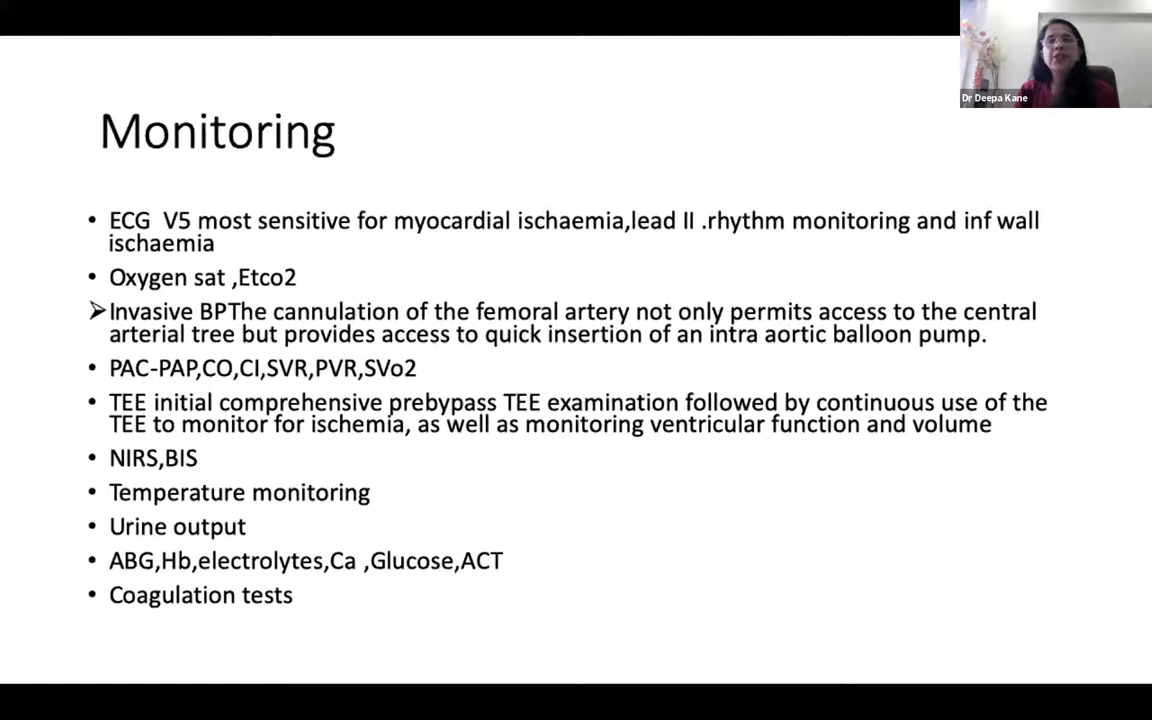 Dr Deepa Kane
Monitoring
• ECG  V5 most sensitive for myocardial ischaemia,lead II .rhythm monitoring and inf wall
ischaemia
• Oxygen sat ,Etco2
➢Invasive BPThe cannulation of the femoral artery not only permits access to the central
arterial tree but provides access to quick insertion of an intra aortic balloon pump.
• PAC-PAP,CO,CI,SVR,PVR,SVo2
• TEE initial comprehensive prebypass TEE examination followed by continuous use of the
TEE to monitor for ischemia, as well as monitoring ventricular function and volume
• NIRS,BIS
• Temperature monitoring
• Urine output
• ABG,Hb,electrolytes,Ca ,Glucose,ACT
• Coagulation tests